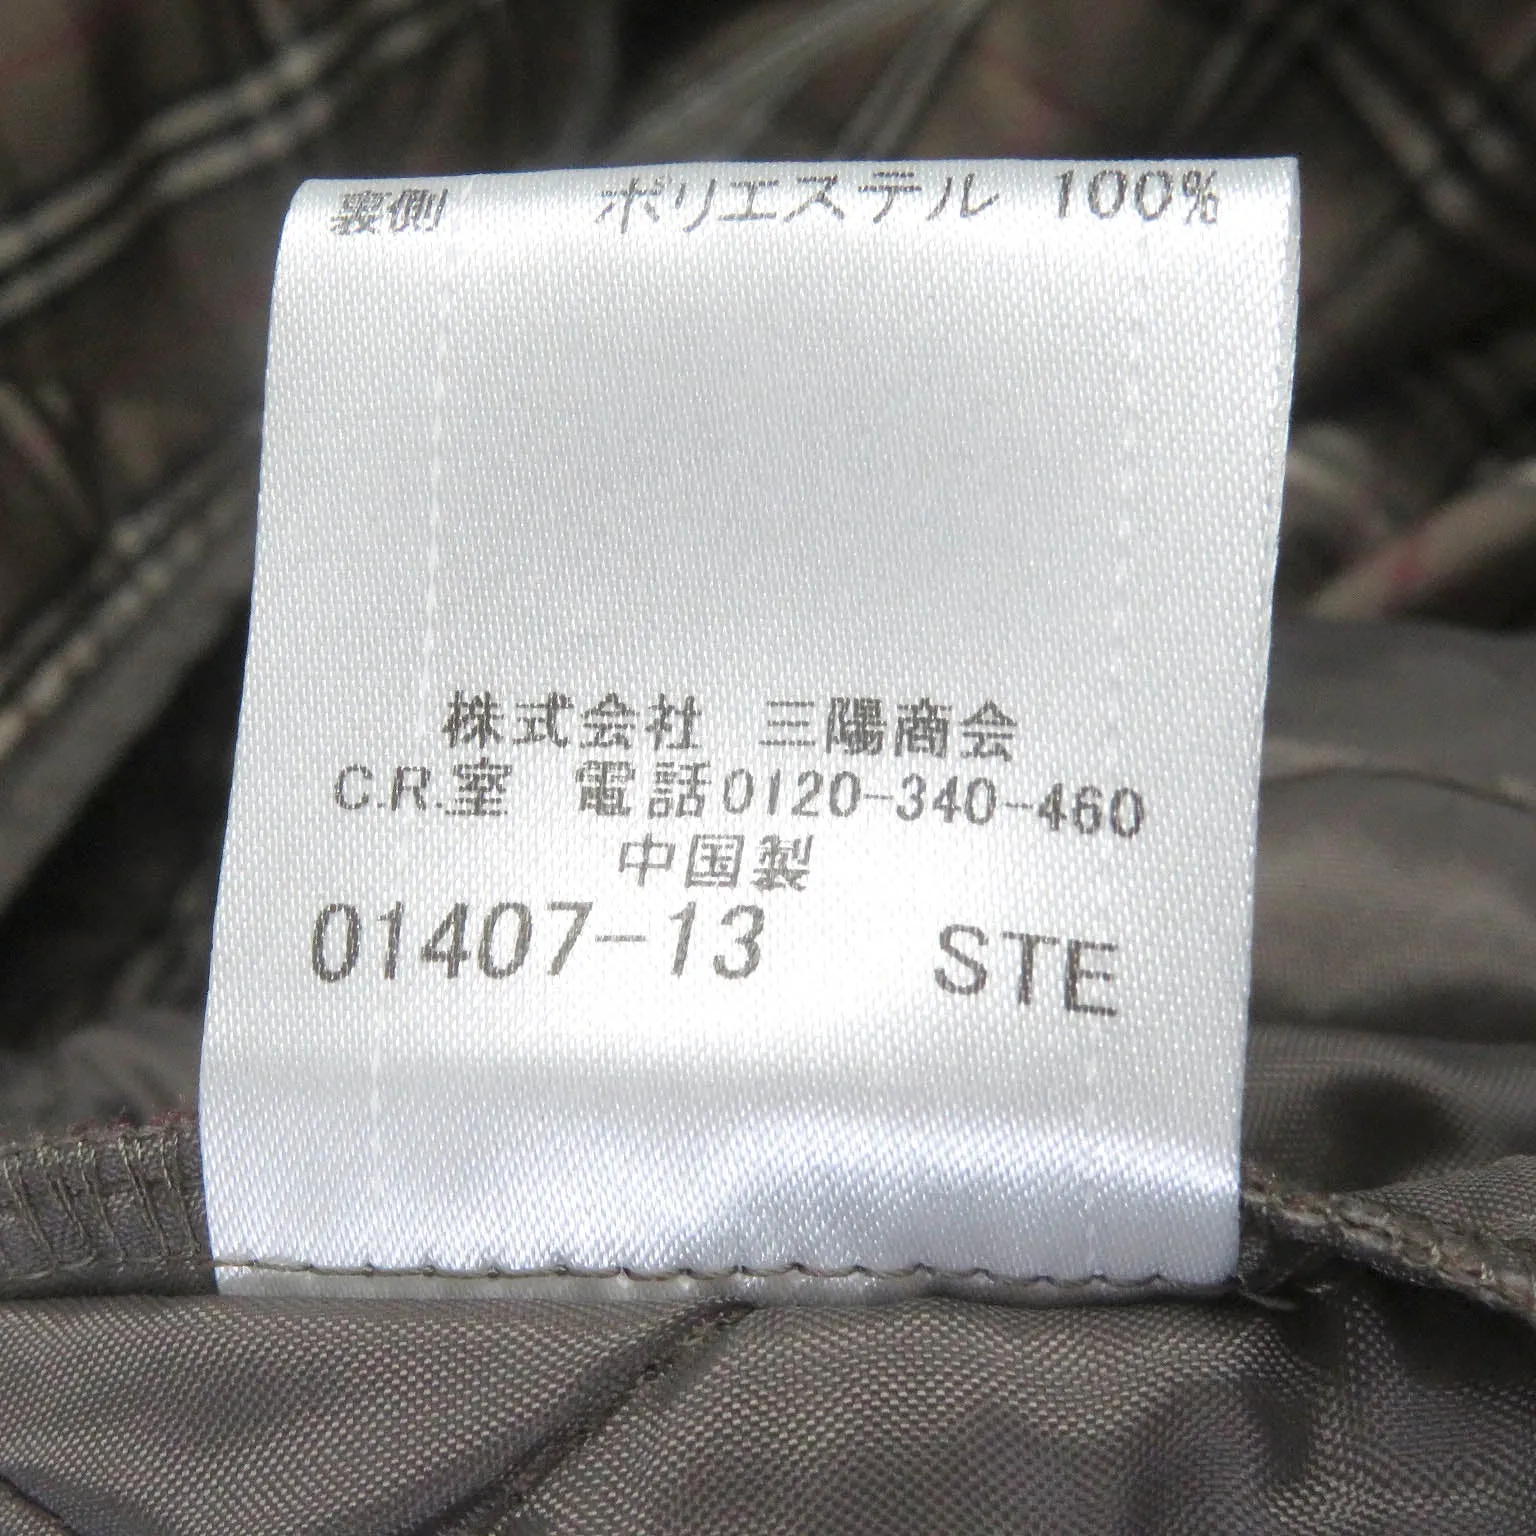 裏側 ポリエステル 100%
株式会社 三陽商会
C.R.室 電話0120-340-460
中国製
01407-13 STE